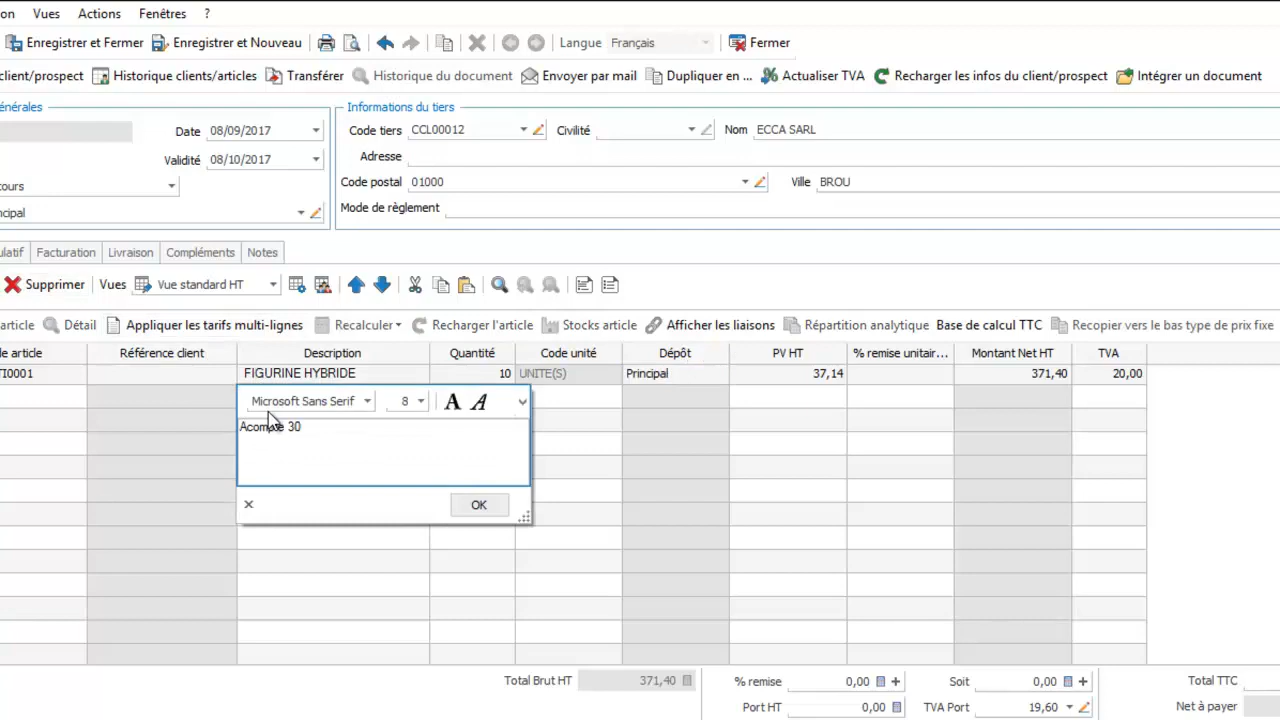 on Vues Actions Fenêtres ?
Enregistrer et Fermer Enregistrer et Nouveau Langue Français Fermer
client/prospect Historique clients/articles Transférer Historique du document Envoyer par mail Dupliquer en ... Actualiser TVA Recharger les infos du client/prospect Intégrer un document
énérales Informations du tiers
Date 08/09/2017 Code tiers CCL00012 Civilité Nom ECCA SARL
Validité 08/10/2017 Adresse
ours Code postal 01000 Ville BROU
ncipal Mode de règlement
ulatif Facturation Livraison Compléments Notes
Supprimer Vues Vue standard HT
article Détail Appliquer les tarifs multi-lignes Recalculer Recharger l'article Stocks article Afficher les liaisons Répartition analytique Base de calcul TTC Recopier vers le bas type de prix fixe
e article Référence client Description Quantité Code unité Dépôt PV HT % remise unitair... Montant Net HT TVA
TI0001 FIGURINE HYBRIDE 10 UNITE(S) Principal 37,14 371,40 20,00
Microsoft Sans Serif 8 A A
Acompte 30
OK
Total Brut HT 371,40 % remise 0,00 Soit 0,00 Total TTC
Port HT 0,00 TVA Port 19,60 Net à payer